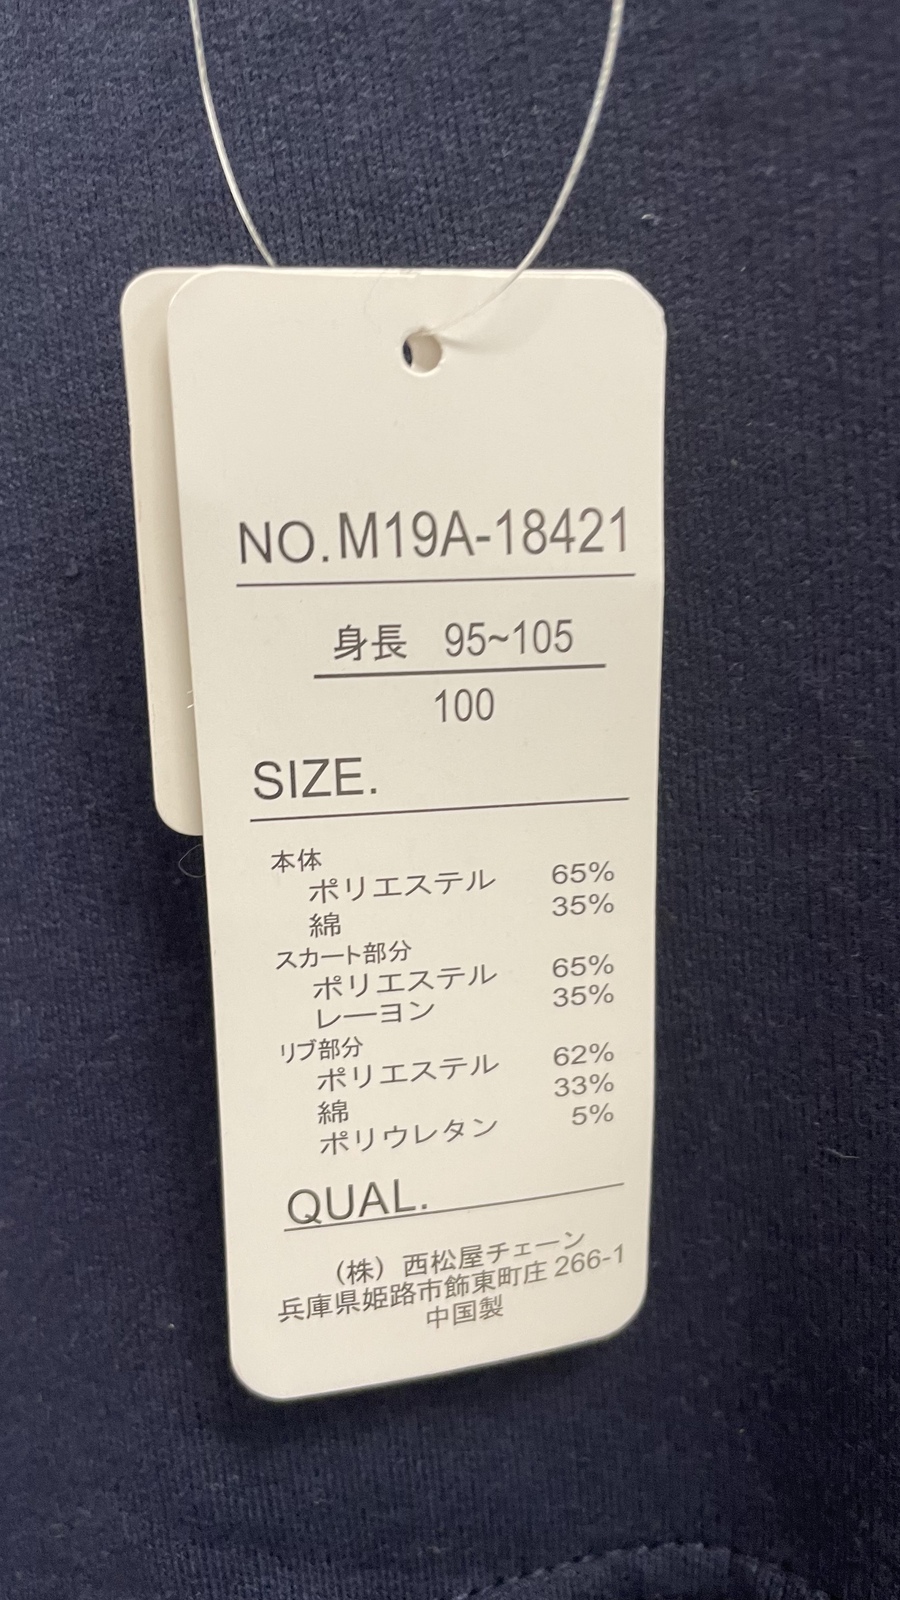 NO.M19A-18421
身長 95~105
100
SIZE.
本体
ポリエステル 65%
綿 35%
スカート部分
ポリエステル 65%
レーヨン 35%
リブ部分
ポリエステル 62%
綿 33%
ポリウレタン 5%
QUAL.
(株) 西松屋チェーン
兵庫県姫路市飾東町庄 266-1
中国製